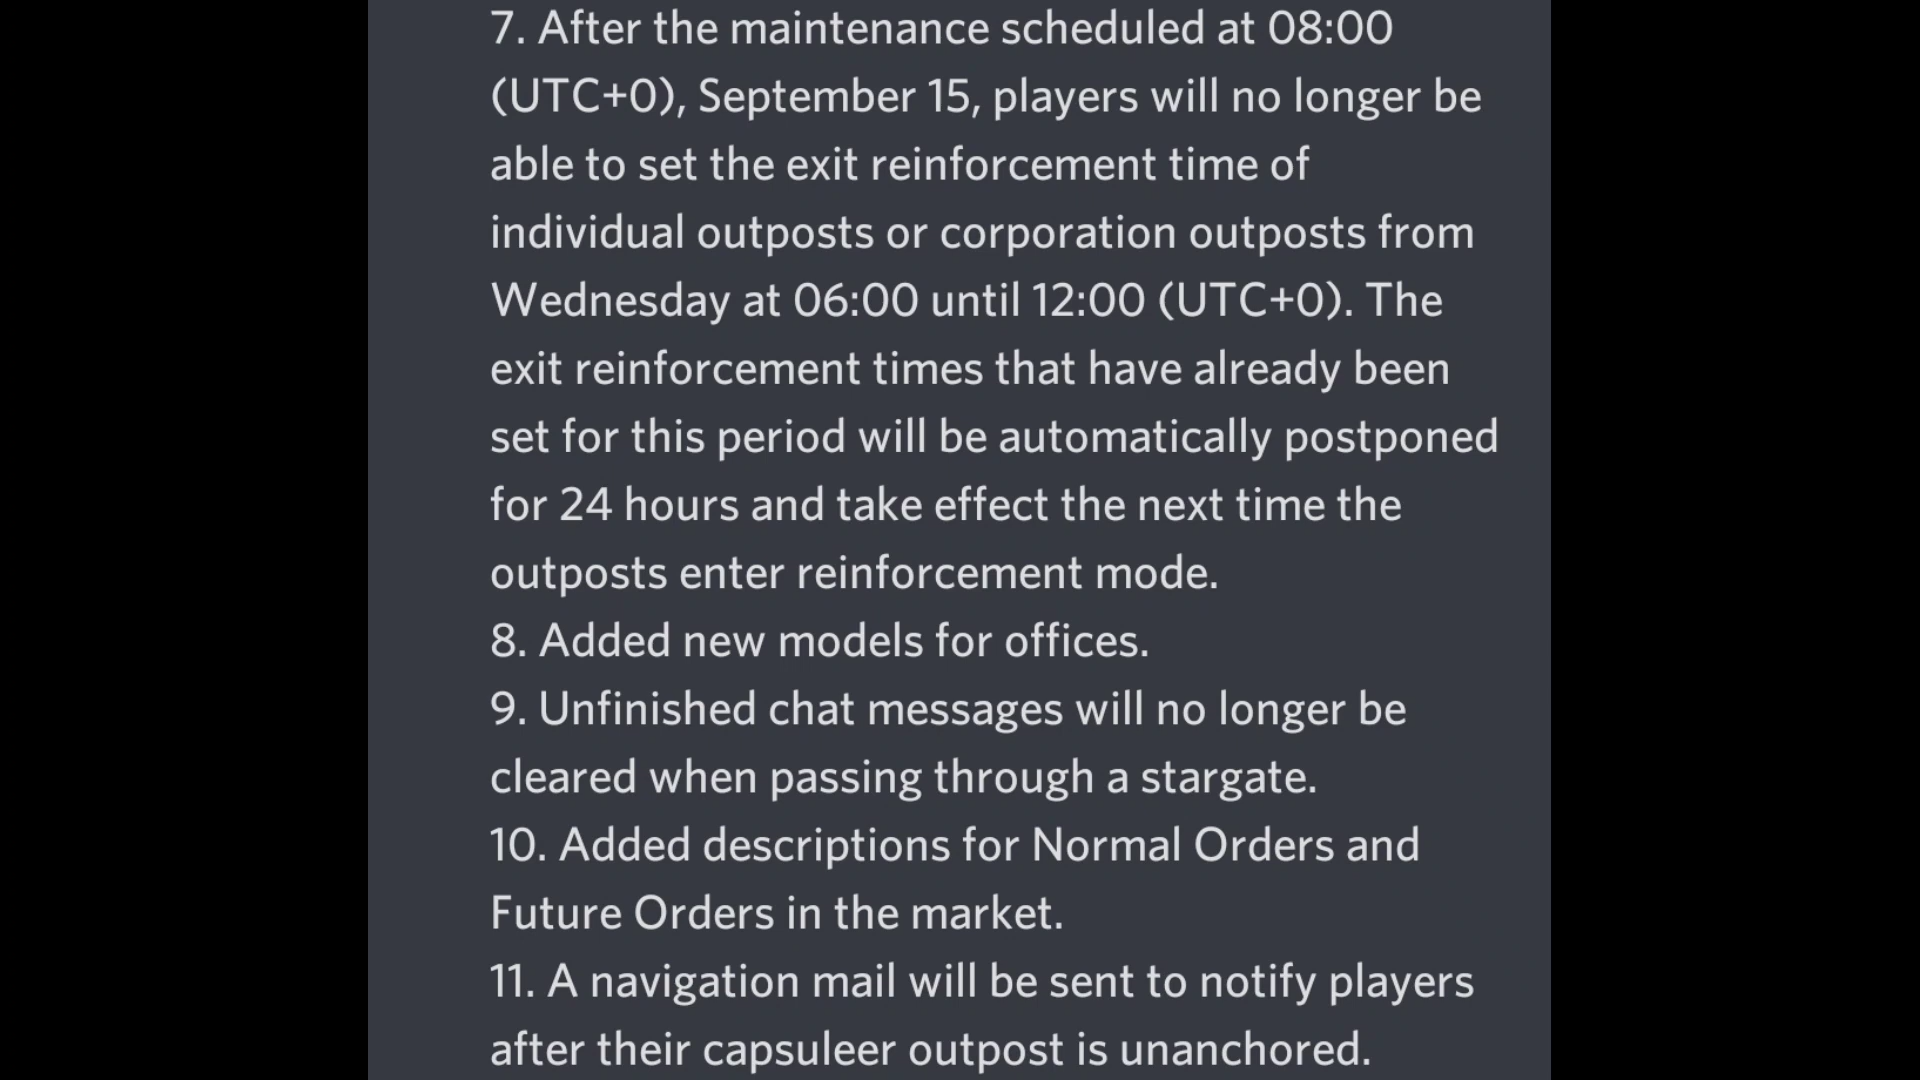 7. After the maintenance scheduled at 08:00
(UTC+0), September 15, players will no longer be
able to set the exit reinforcement time of
individual outposts or corporation outposts from
Wednesday at 06:00 until 12:00 (UTC+0). The
exit reinforcement times that have already been
set for this period will be automatically postponed
for 24 hours and take effect the next time the
outposts enter reinforcement mode.
8. Added new models for offices.
9. Unfinished chat messages will no longer be
cleared when passing through a stargate.
10. Added descriptions for Normal Orders and
Future Orders in the market.
11. A navigation mail will be sent to notify players
after their capsuleer outpost is unanchored.